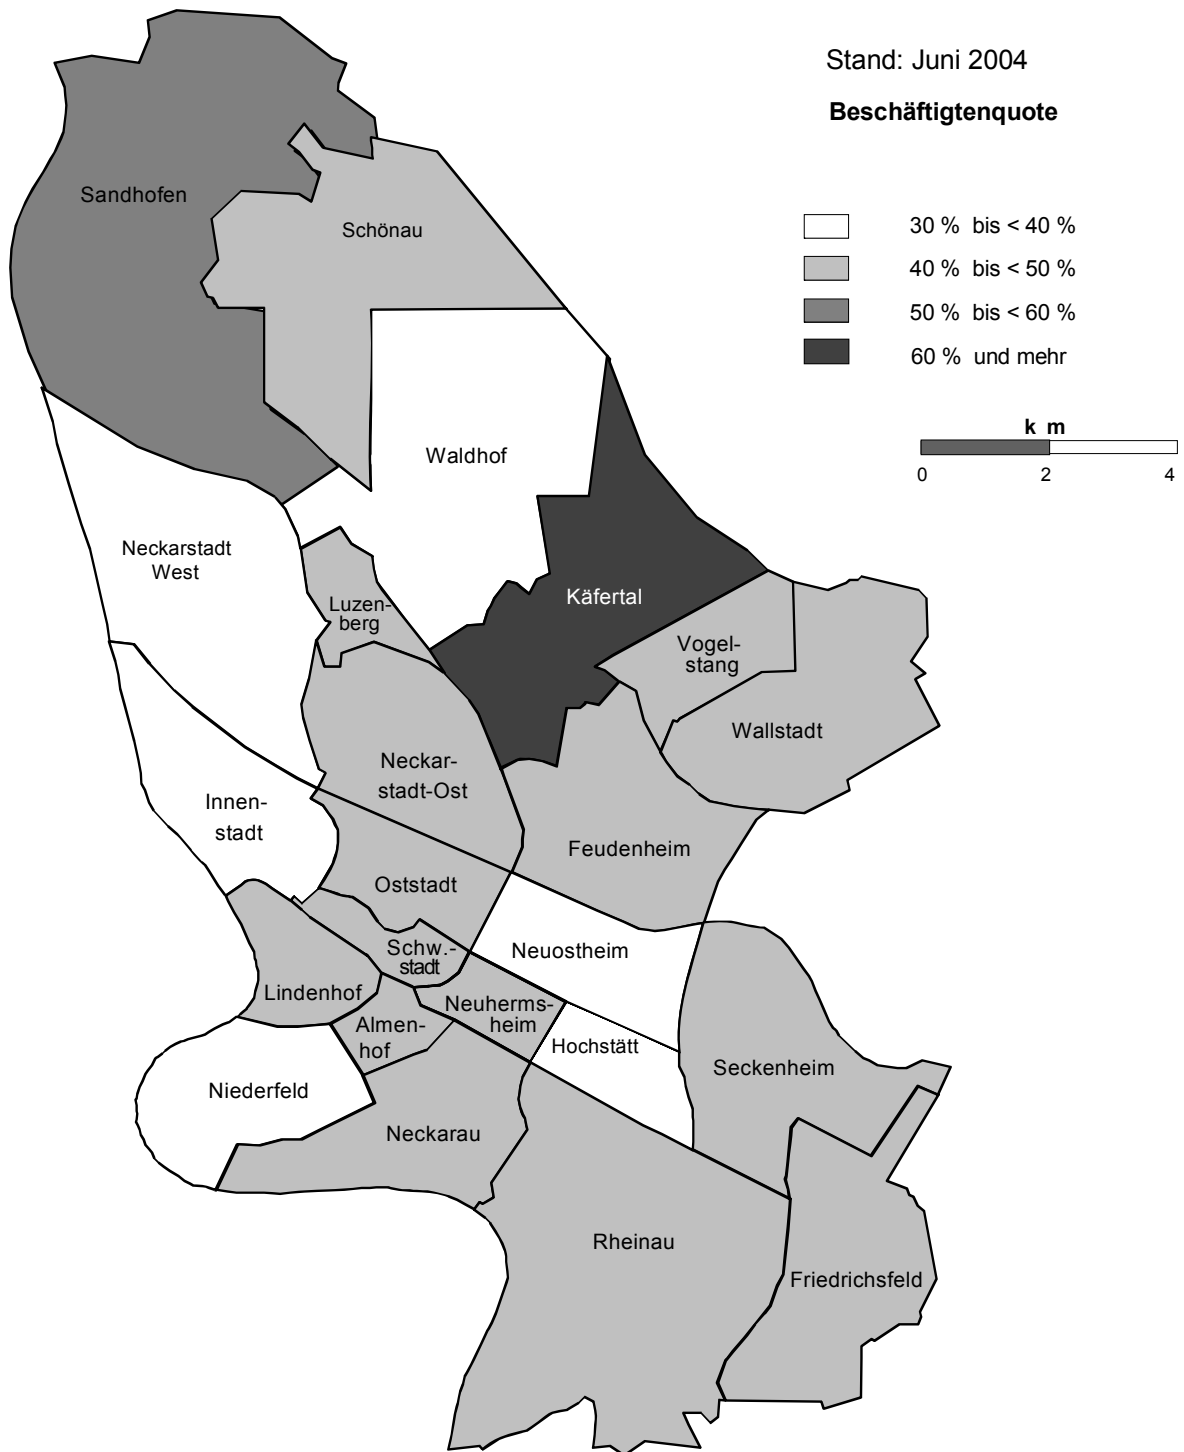 Stand: Juni 2004
Beschäftigtenquote
30 % bis < 40 %
40 % bis < 50 %
50 % bis < 60 %
60 % und mehr
k m
0 2 4
Sandhofen
Schönau
Waldhof
Neckarstadt
West
Käfertal
Luzen-
berg
Vogel-
stang
Wallstadt
Neckar-
stadt-Ost
Innen-
stadt
Feudenheim
Oststadt
Schw.-
stadt
Neuostheim
Lindenhof
Neuherms-
heim
Almen-
hof
Hochstätt
Seckenheim
Niederfeld
Neckarau
Rheinau
Friedrichsfeld